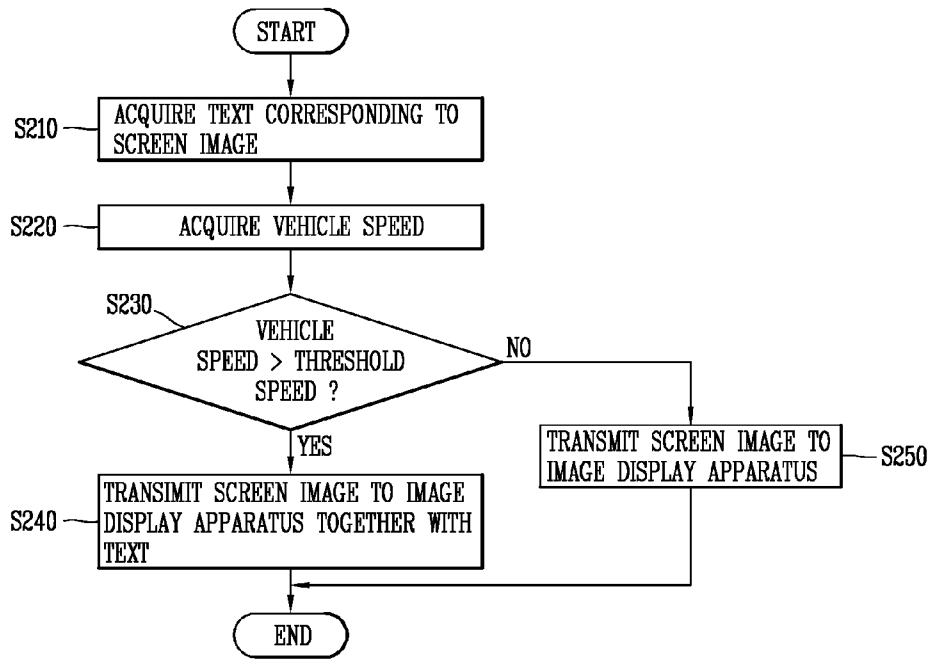 START
S210
ACQUIRE TEXT CORRESPONDING TO
SCREEN IMAGE
S220
ACQUIRE VEHICLE SPEED
S230
VEHICLE
SPEED > THRESHOLD
SPEED ?
NO
YES
TRANSMIT SCREEN IMAGE TO
IMAGE DISPLAY APPARATUS
S250
S240
TRANSIMIT SCREEN IMAGE TO IMAGE
DISPLAY APPARATUS TOGETHER WITH
TEXT
END